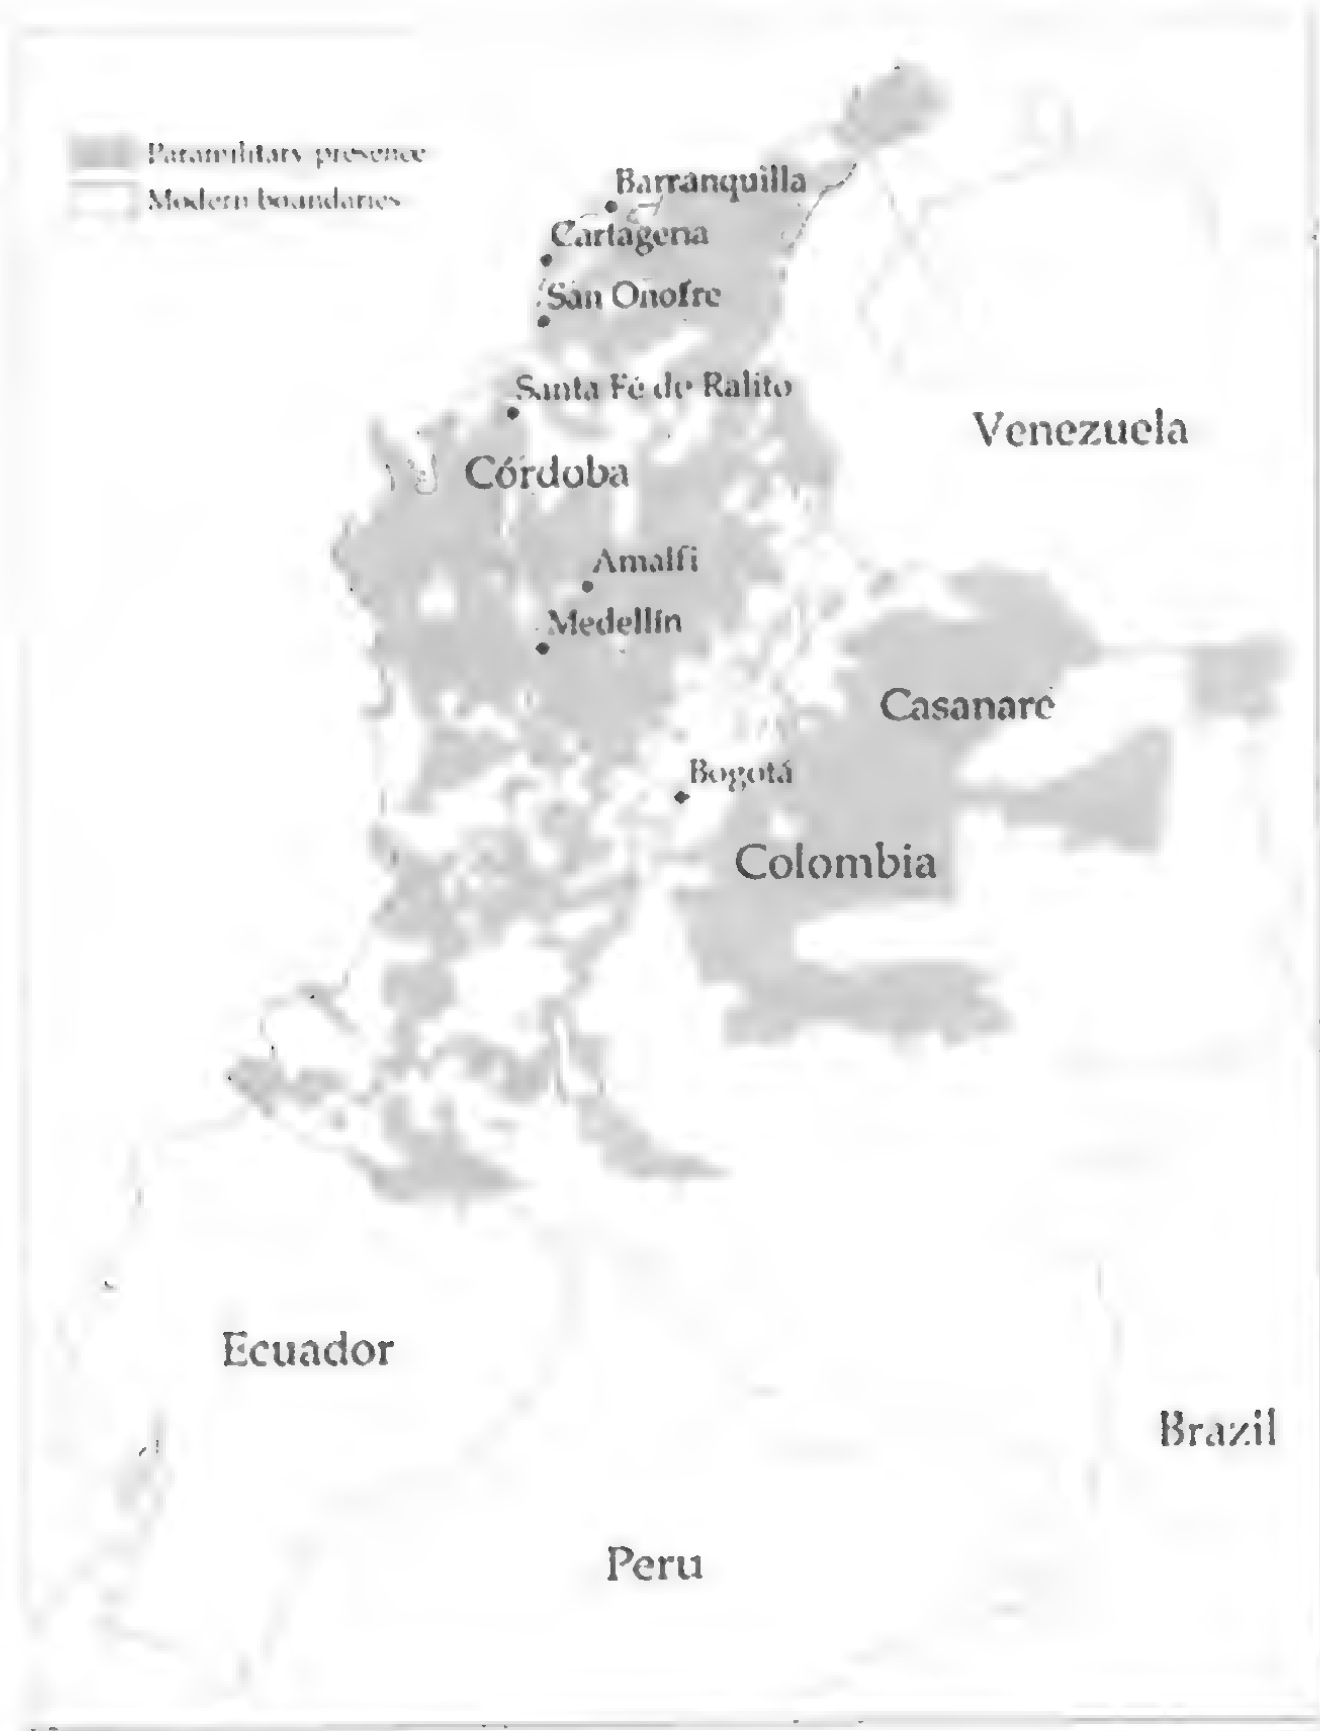 Paramilitary presence
Modern boundaries
Barranquilla
Cartagena
San Onofre
Santa Fé de Ralito
Córdoba
Amalfi
Medellín
Venezuela
Casanare
Bogotá
Colombia
Ecuador
Brazil
Peru